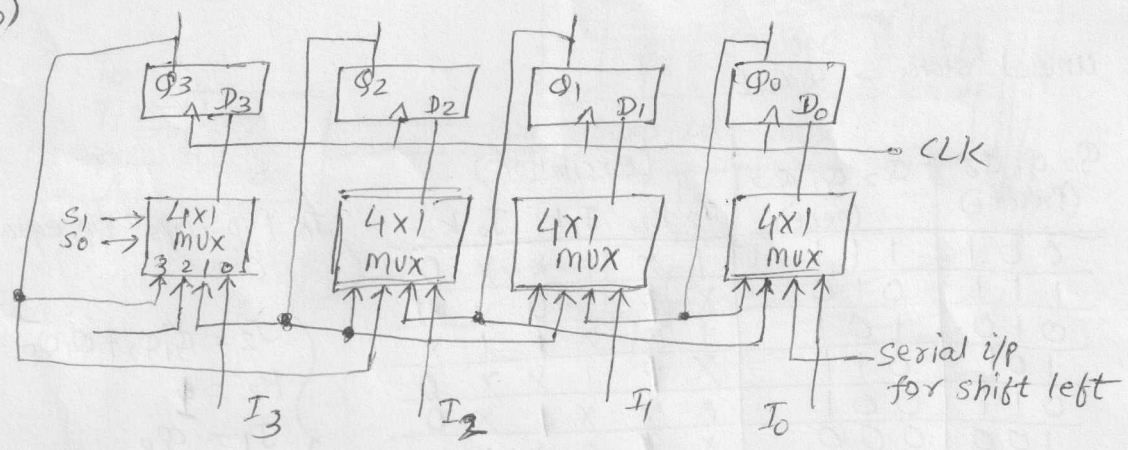 b)
Q3 D3
Q2 D2
Q1 D1
Q0 D0
CLK
S1
S0
4x1
MUX
3 2 1 0
4x1
MUX
4x1
MUX
4x1
MUX
serial i/p
for shift left
I3
I2
I1
I0